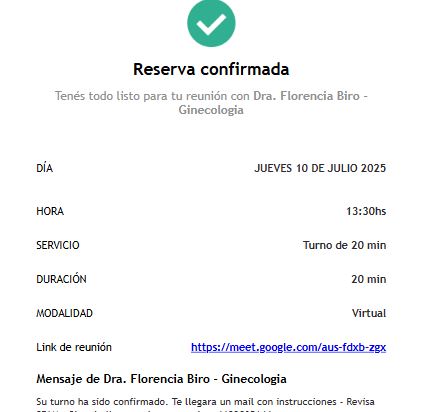 Reserva confirmada
Tenés todo listo para tu reunión con Dra. Florencia Biro -
Ginecologia
DÍA JUEVES 10 DE JULIO 2025
HORA 13:30hs
SERVICIO Turno de 20 min
DURACIÓN 20 min
MODALIDAD Virtual
Link de reunión https://meet.google.com/aus-fdxb-zgx
Mensaje de Dra. Florencia Biro - Ginecologia
Su turno ha sido confirmado. Te llegara un mail con instrucciones - Revisa